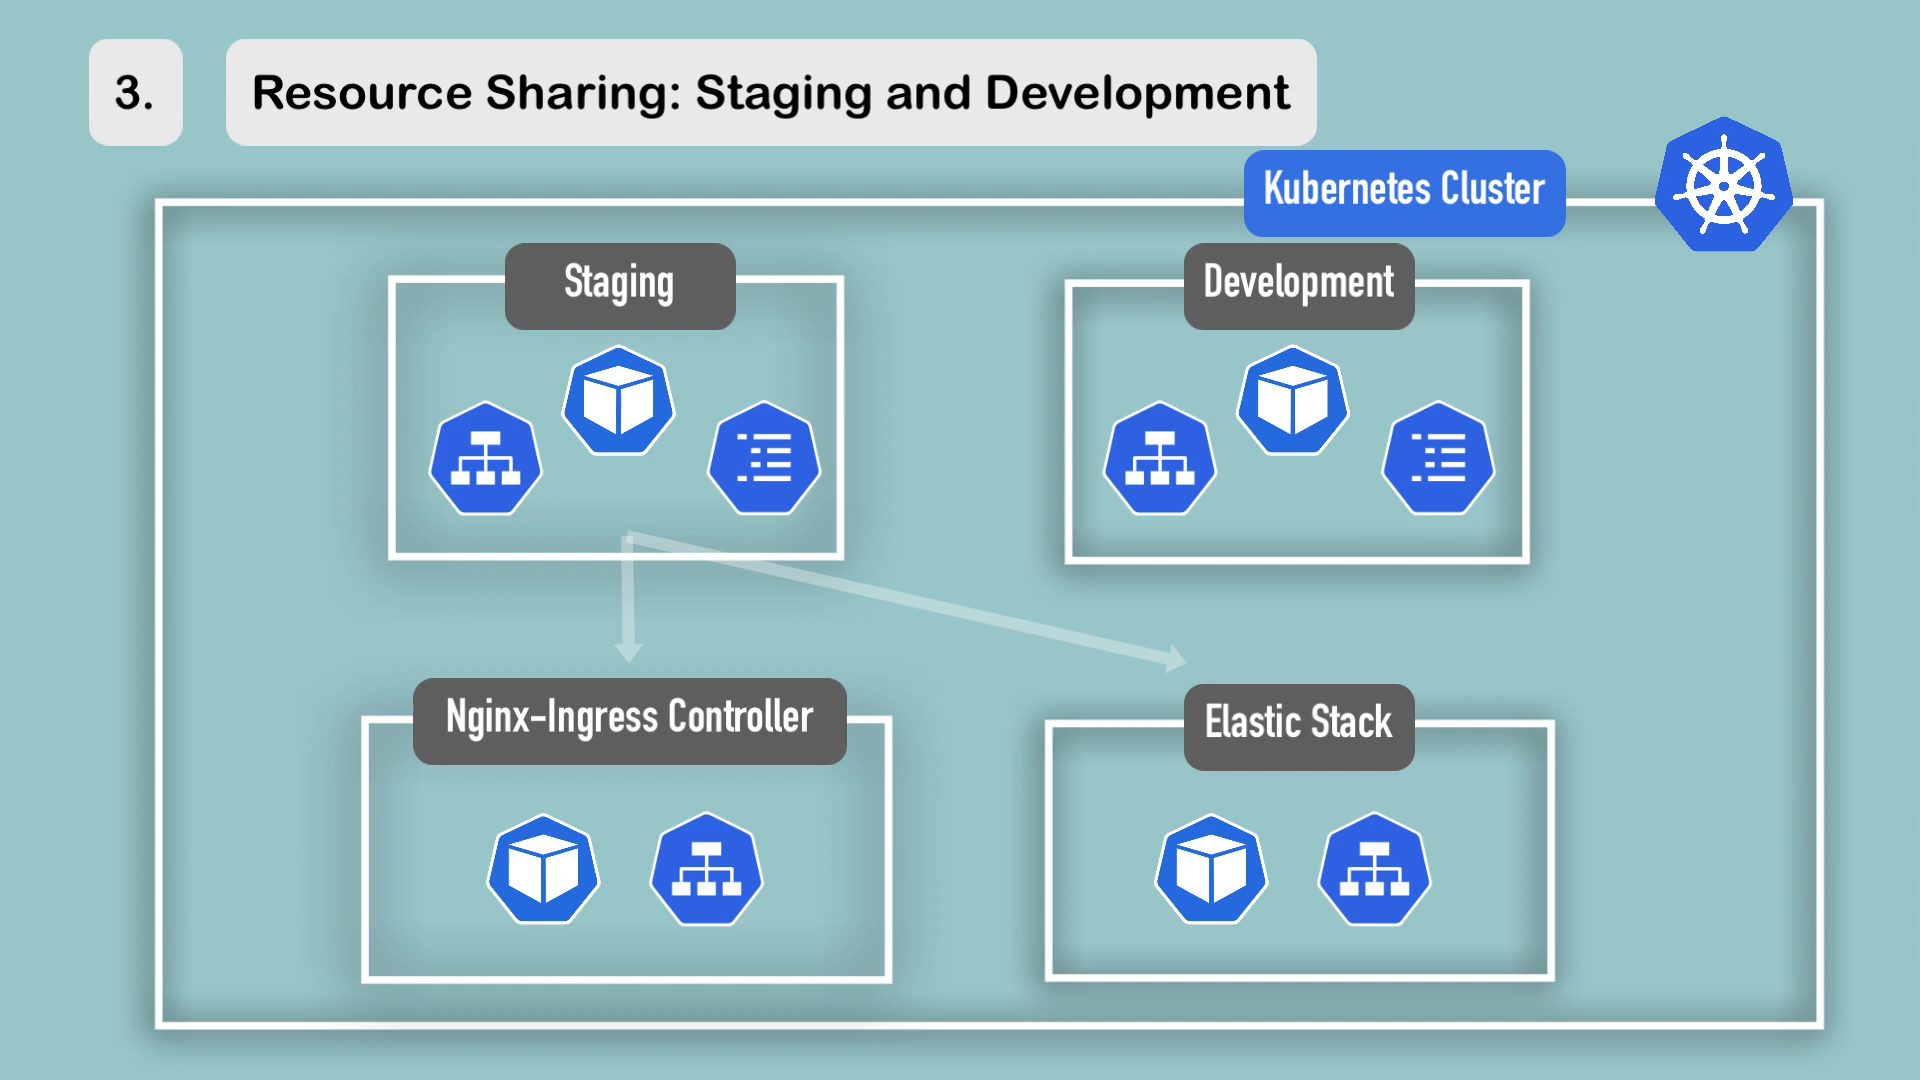 3.
Resource Sharing: Staging and Development
Kubernetes Cluster
Staging
Development
Nginx-Ingress Controller
Elastic Stack